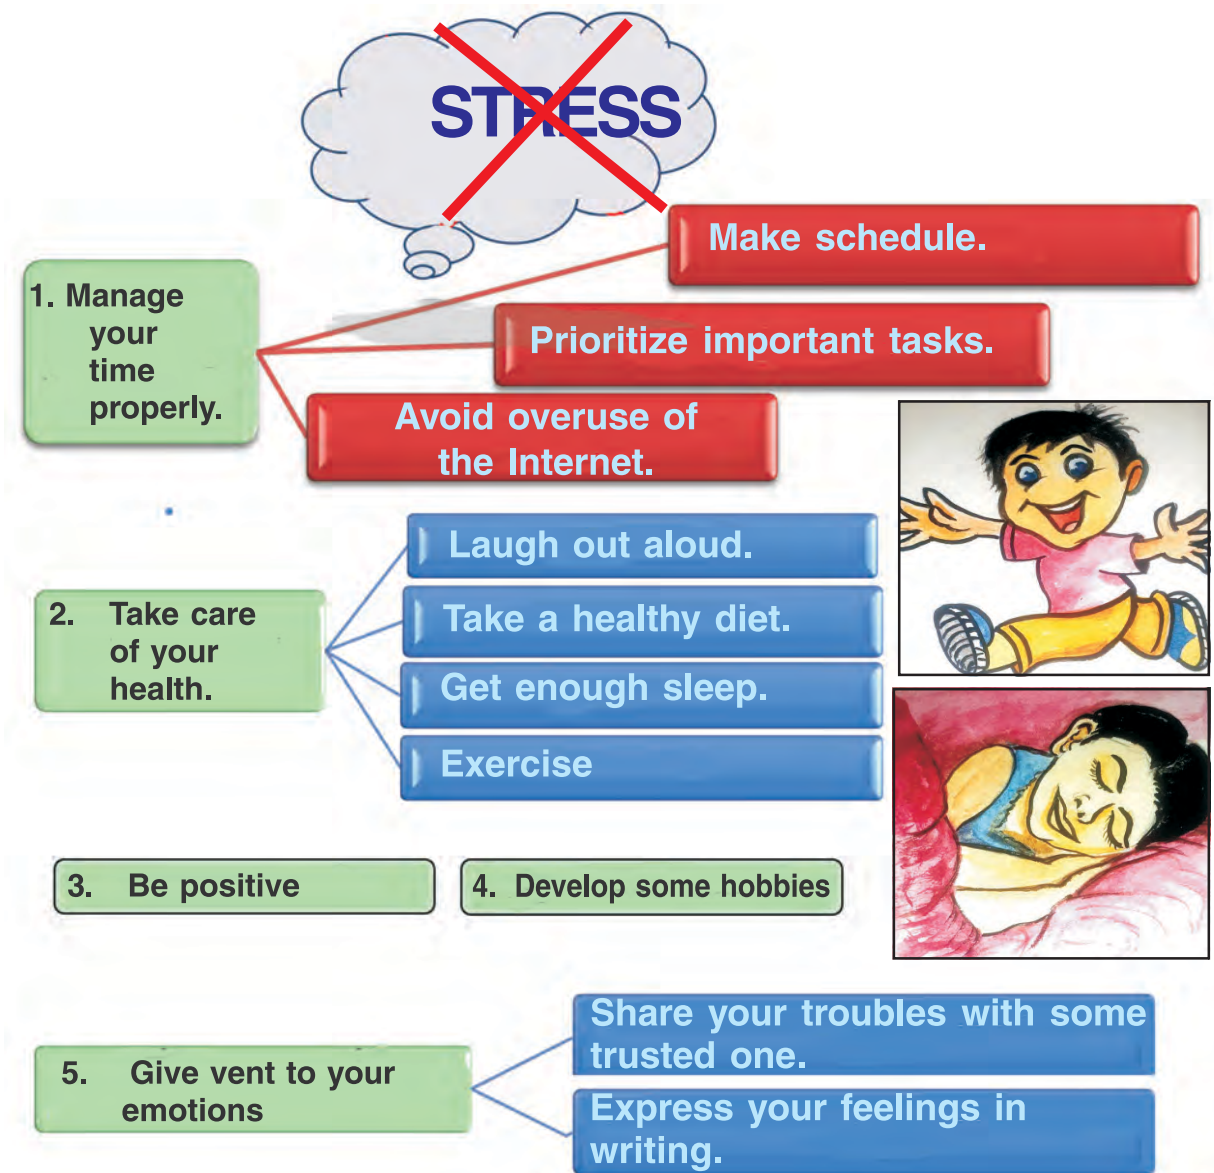 STRESS
1. Manage
your
time
properly.
Make schedule.
Prioritize important tasks.
Avoid overuse of
the Internet.
2. Take care
of your
health.
Laugh out aloud.
Take a healthy diet.
Get enough sleep.
Exercise
3. Be positive
4. Develop some hobbies
5. Give vent to your
emotions
Share your troubles with some
trusted one.
Express your feelings in
writing.